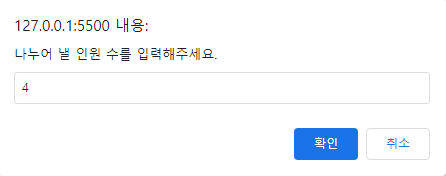 127.0.0.1:5500 내용:
나누어 낼 인원 수를 입력해주세요.
4
확인 취소